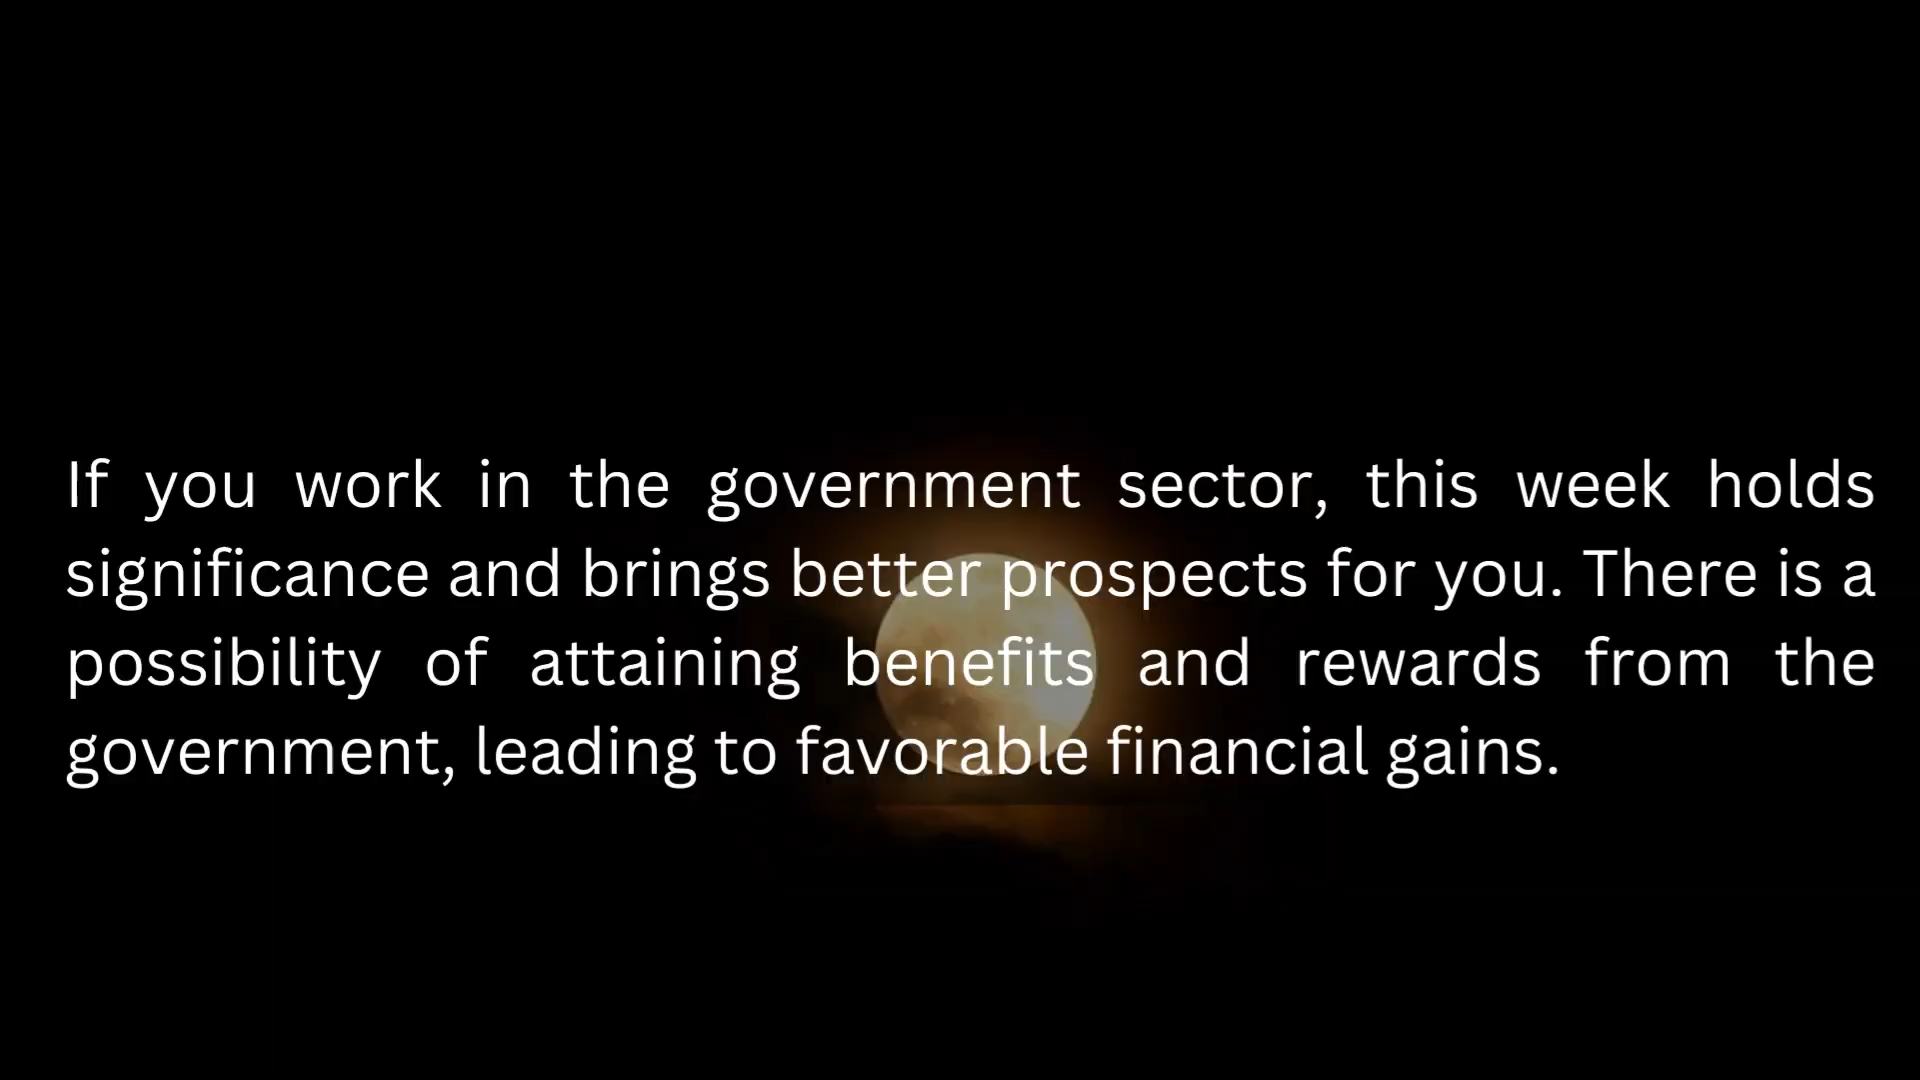 If you work in the government sector, this week holds
significance and brings better prospects for you. There is a
possibility of attaining benefits and rewards from the
government, leading to favorable financial gains.